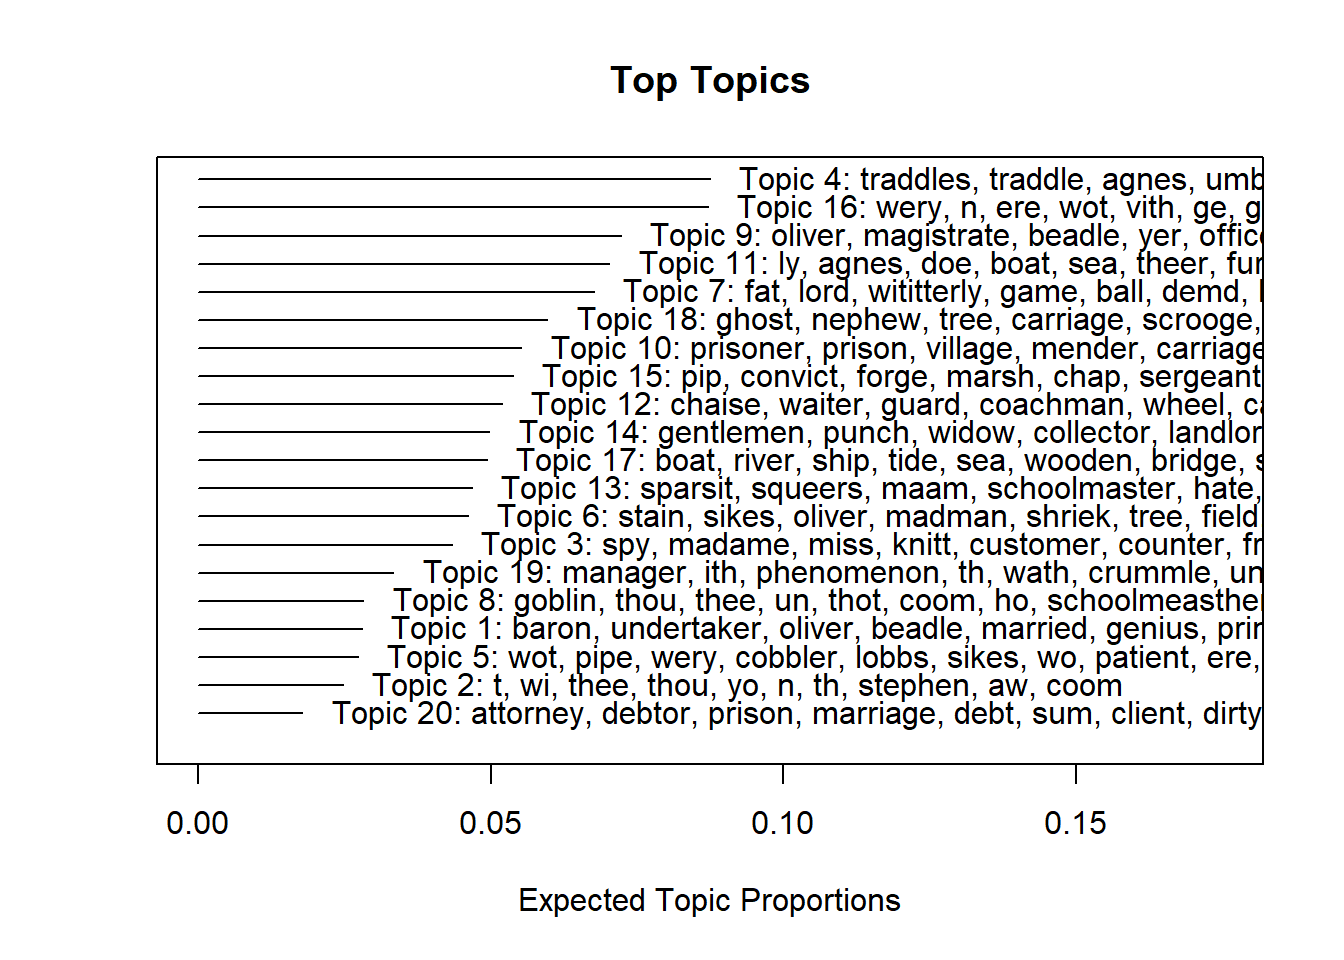 Top Topics
Topic 4: traddles, traddle, agnes, umb
Topic 16: wery, n, ere, wot, vith, ge, g
Topic 9: oliver, magistrate, beadle, yer, office
Topic 11: ly, agnes, doe, boat, sea, theer, fur
Topic 7: fat, lord, wititterly, game, ball, demd,
Topic 18: ghost, nephew, tree, carriage, scrooge,
Topic 10: prisoner, prison, village, mender, carriage
Topic 15: pip, convict, forge, marsh, chap, sergeant
Topic 12: chaise, waiter, guard, coachman, wheel, ca
Topic 14: gentlemen, punch, widow, collector, landlor
Topic 17: boat, river, ship, tide, sea, wooden, bridge, s
Topic 13: sparsit, squeers, maam, schoolmaster, hate,
Topic 6: stain, sikes, oliver, madman, shriek, tree, field
Topic 3: spy, madame, miss, knitt, customer, counter, fr
Topic 19: manager, ith, phenomenon, th, wath, crummle, un
Topic 8: goblin, thou, thee, un, thot, coom, ho, schoolmeasther
Topic 1: baron, undertaker, oliver, beadle, married, genius, prin
Topic 5: wot, pipe, wery, cobbler, lobbs, sikes, wo, patient, ere,
Topic 2: t, wi, thee, thou, yo, n, th, stephen, aw, coom
Topic 20: attorney, debtor, prison, marriage, debt, sum, client, dirty
0.00 0.05 0.10 0.15
Expected Topic Proportions